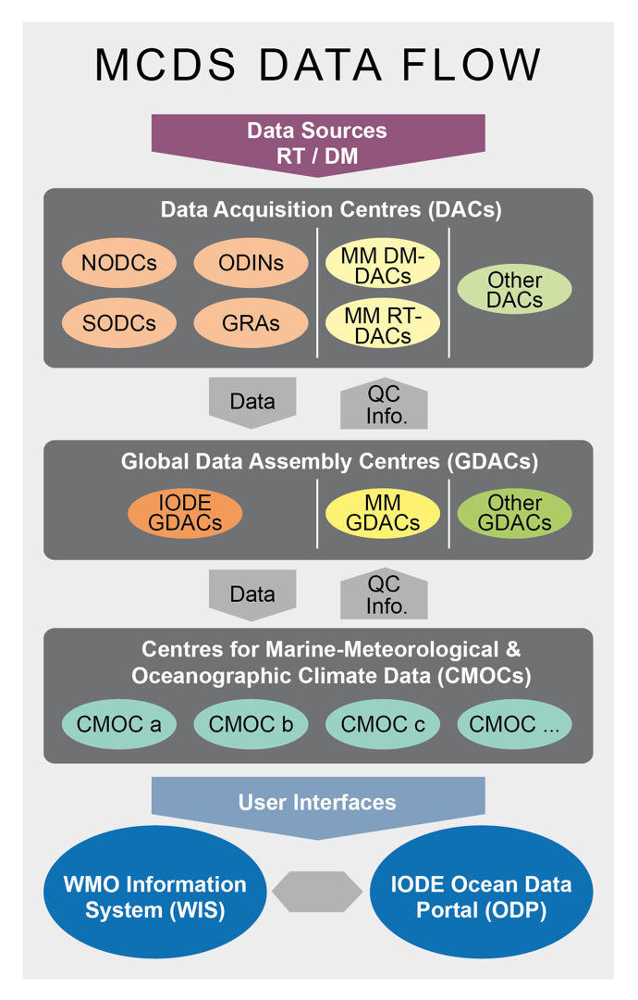 MCDS DATA FLOW
Data Sources
RT / DM
Data Acquisition Centres (DACs)
NODCs
ODINs
MM DM-
DACs
Other
DACs
SODCs
GRAs
MM RT-
DACs
Data
QC
Info.
Global Data Assembly Centres (GDACs)
IODE
GDACs
MM
GDACs
Other
GDACs
Data
QC
Info.
Centres for Marine-Meteorological &
Oceanographic Climate Data (CMOCs)
CMOC a
CMOC b
CMOC c
CMOC ...
User Interfaces
WMO Information
System (WIS)
IODE Ocean Data
Portal (ODP)